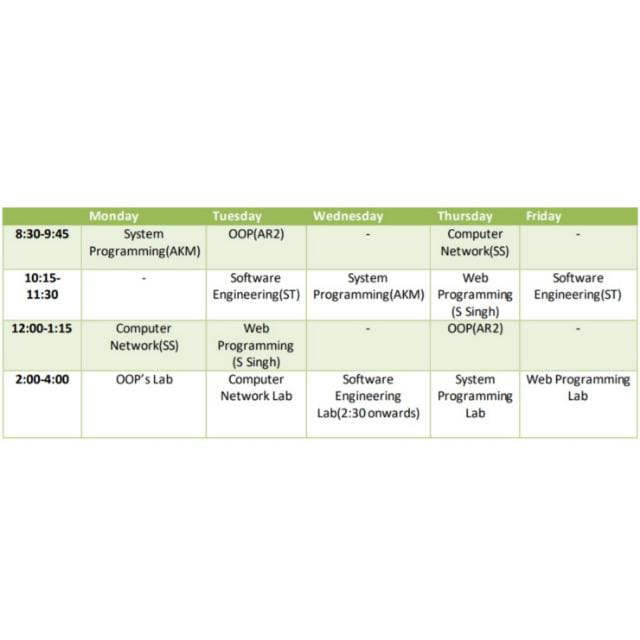 Monday Tuesday Wednesday Thursday Friday
8:30-9:45 System OOP(AR2) - Computer -
Programming(AKM) Network(SS)
10:15- - Software System Web Software
11:30 Engineering(ST) Programming(AKM) Programming Engineering(ST)
(S Singh)
12:00-1:15 Computer Web - OOP(AR2) -
Network(SS) Programming
(S Singh)
2:00-4:00 OOP's Lab Computer Software System Web Programming
Network Lab Engineering Programming Lab
Lab(2:30 onwards) Lab